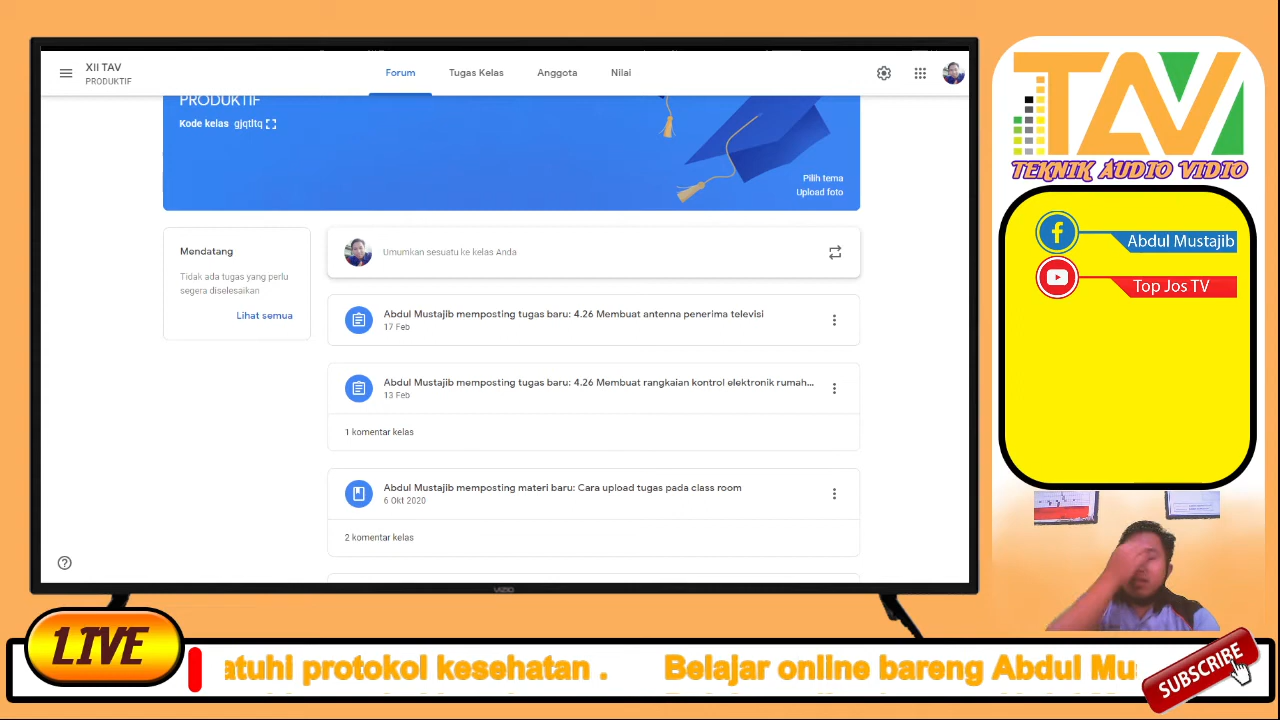 XII TAV
PRODUKTIF
Forum
Tugas Kelas
Anggota
Nilai
PRODUKTIF
Kode kelas gjqtltq
Pilih tema
Upload foto
Mendatang
Tidak ada tugas yang perlu
segera diselesaikan
Lihat semua
Umumkan sesuatu ke kelas Anda
Abdul Mustajib memposting tugas baru: 4.26 Membuat antenna penerima televisi
17 Feb
Abdul Mustajib memposting tugas baru: 4.26 Membuat rangkaian kontrol elektronik rumah...
13 Feb
1 komentar kelas
Abdul Mustajib memposting materi baru: Cara upload tugas pada class room
6 Okt 2020
2 komentar kelas
VIZIO
TAV
TEKNIK AUDIO VIDIO
Abdul Mustajib
Top Jos TV
LIVE
atuhi protokol kesehatan . Belajar online bareng Abdul Mu
SUBSCRIBE